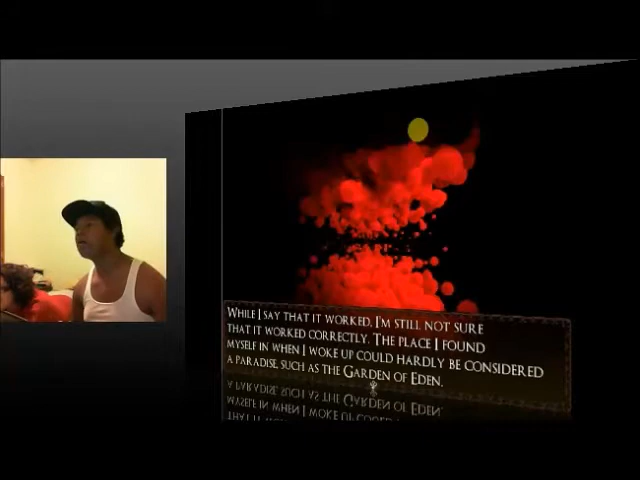 While I say that it worked, I'm still not sure
that it worked correctly. The place I found
myself in when I woke up could hardly be considered
a paradise, such as the Garden of Eden.